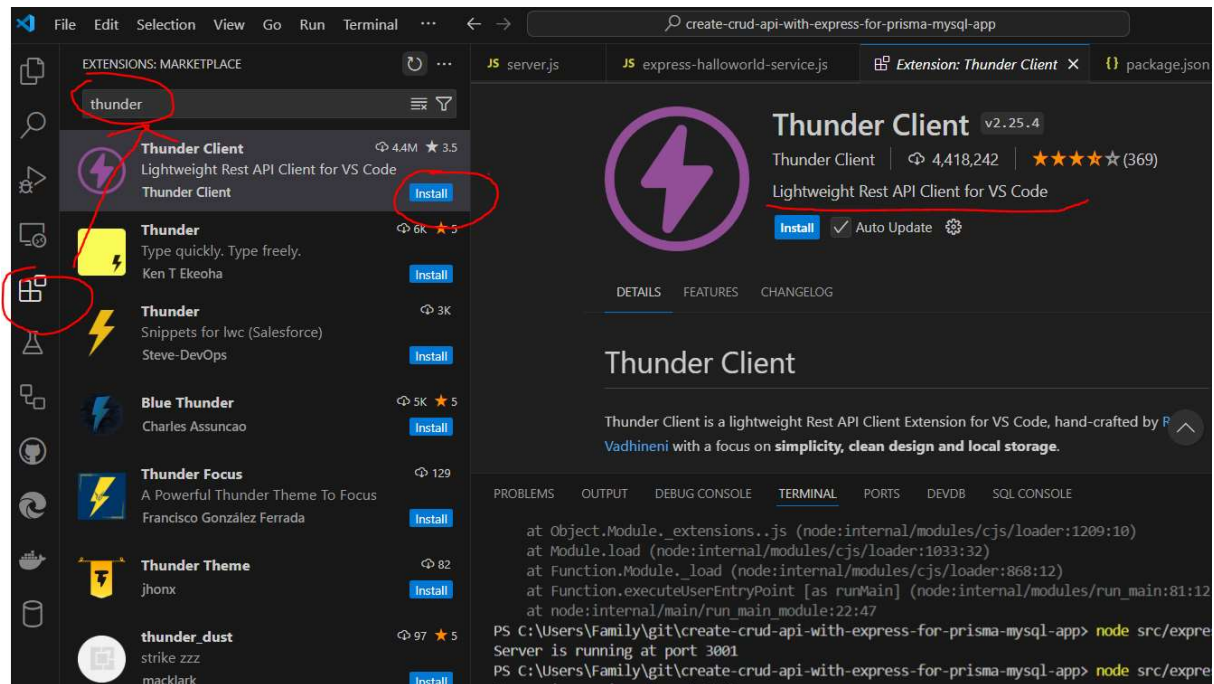 File Edit Selection View Go Run Terminal ··· create-crud-api-with-express-for-prisma-mysql-app
EXTENSIONS: MARKETPLACE
thunder
Thunder Client 4.4M ★ 3.5
Lightweight Rest API Client for VS Code
Thunder Client Install
Thunder 6K ★ 5
Type quickly. Type freely.
Ken T Ekeoha Install
Thunder 3K
Snippets for lwc (Salesforce)
Steve-DevOps Install
Blue Thunder 5K ★ 5
Charles Assuncao Install
Thunder Focus 129
A Powerful Thunder Theme To Focus
Francisco González Ferrada Install
Thunder Theme 82
jhonx Install
thunder_dust 97 ★ 5
strike zzz
macklark Install
JS server.js JS express-halloworld-service.js Extension: Thunder Client {} package.json
Thunder Client v2.25.4
Thunder Client 4,418,242 (369)
Lightweight Rest API Client for VS Code
Install Auto Update
DETAILS FEATURES CHANGELOG
Thunder Client
Thunder Client is a lightweight Rest API Client Extension for VS Code, hand-crafted by
Vadhineni with a focus on simplicity, clean design and local storage.
PROBLEMS OUTPUT DEBUG CONSOLE TERMINAL PORTS DEVDB SQL CONSOLE
at Object.Module._extensions..js (node:internal/modules/cjs/loader:1209:10)
at Module.load (node:internal/modules/cjs/loader:1033:32)
at Function.Module._load (node:internal/modules/cjs/loader:868:12)
at Function.executeUserEntryPoint [as runMain] (node:internal/modules/run_main:81:12
at node:internal/main/run_main_module:22:47
PS C:\Users\Family\git\create-crud-api-with-express-for-prisma-mysql-app> node src/expre
Server is running at port 3001
PS C:\Users\Family\git\create-crud-api-with-express-for-prisma-mysql-app> node src/expre